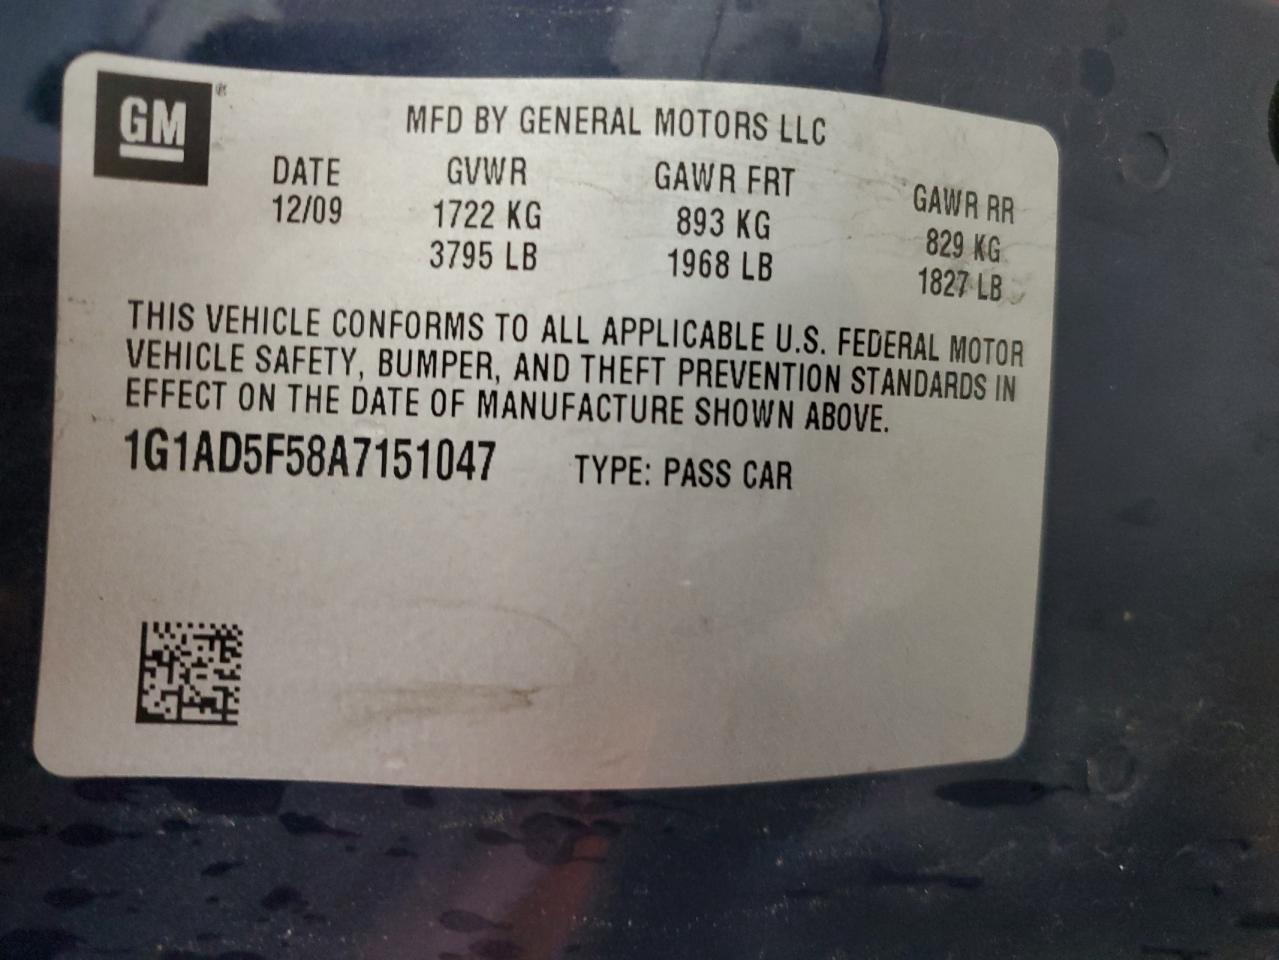 GM®
MFD BY GENERAL MOTORS LLC
DATE GVWR GAWR FRT GAWR RR
12/09 1722 KG 893 KG 829 KG
3795 LB 1968 LB 1827 LB
THIS VEHICLE CONFORMS TO ALL APPLICABLE U.S. FEDERAL MOTOR
VEHICLE SAFETY, BUMPER, AND THEFT PREVENTION STANDARDS IN
EFFECT ON THE DATE OF MANUFACTURE SHOWN ABOVE.
1G1AD5F58A7151047 TYPE: PASS CAR